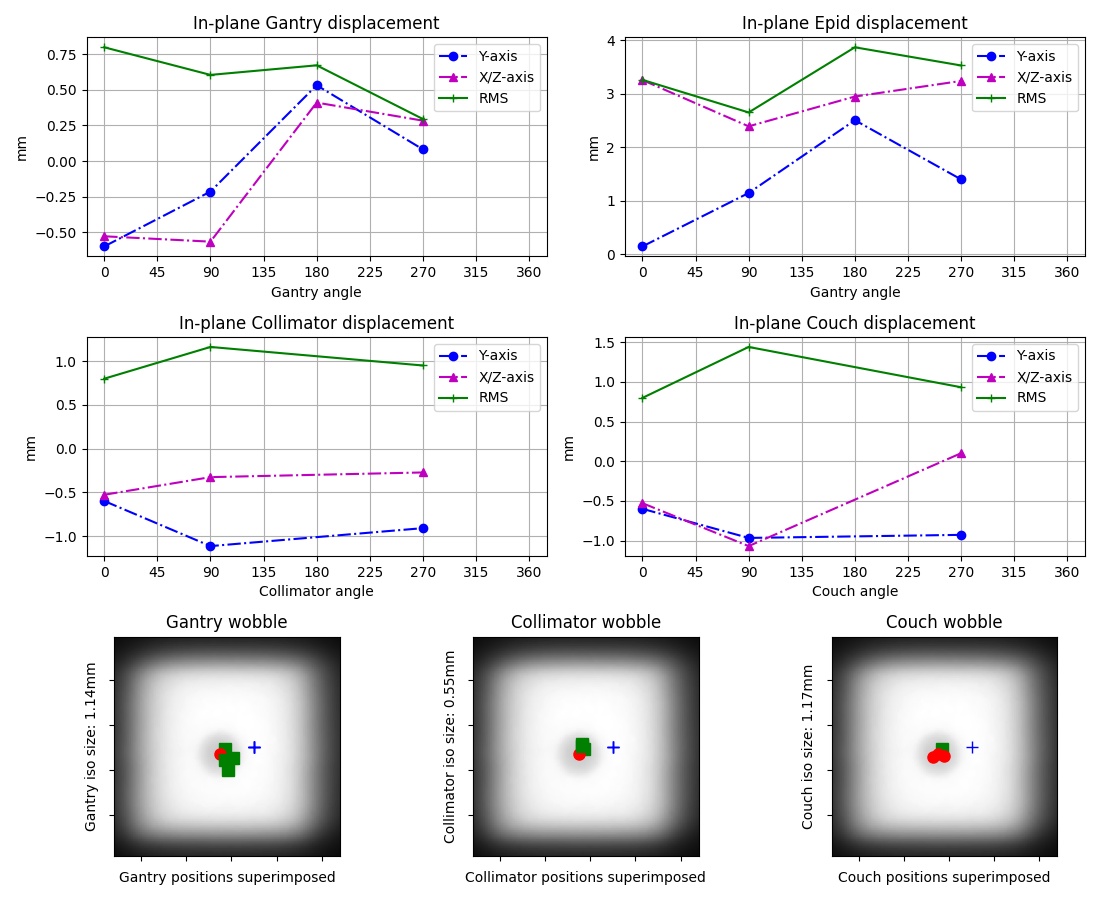 In-plane Gantry displacement
mm
0.75
0.50
0.25
0.00
−0.25
−0.50
Y-axis
X/Z-axis
RMS
0 45 90 135 180 225 270 315 360
Gantry angle
In-plane Epid displacement
mm
4
3
2
1
0
Y-axis
X/Z-axis
RMS
0 45 90 135 180 225 270 315 360
Gantry angle
In-plane Collimator displacement
mm
1.0
0.5
0.0
−0.5
−1.0
Y-axis
X/Z-axis
RMS
0 45 90 135 180 225 270 315 360
Collimator angle
In-plane Couch displacement
mm
1.5
1.0
0.5
0.0
−0.5
−1.0
Y-axis
X/Z-axis
RMS
0 45 90 135 180 225 270 315 360
Couch angle
Gantry wobble
Gantry iso size: 1.14mm
Gantry positions superimposed
Collimator wobble
Collimator iso size: 0.55mm
Collimator positions superimposed
Couch wobble
Couch iso size: 1.17mm
Couch positions superimposed